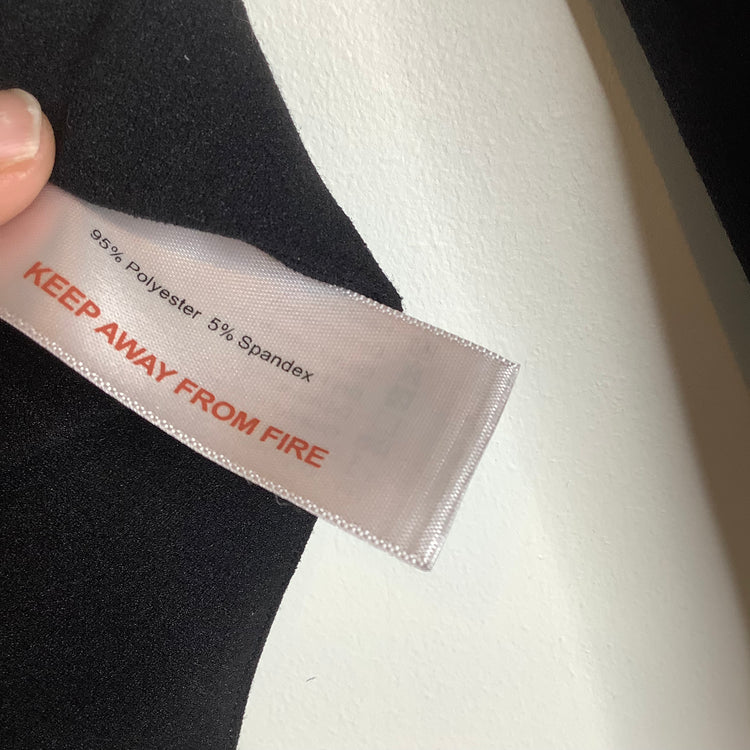 95% Polyester 5% Spandex
KEEP AWAY FROM FIRE